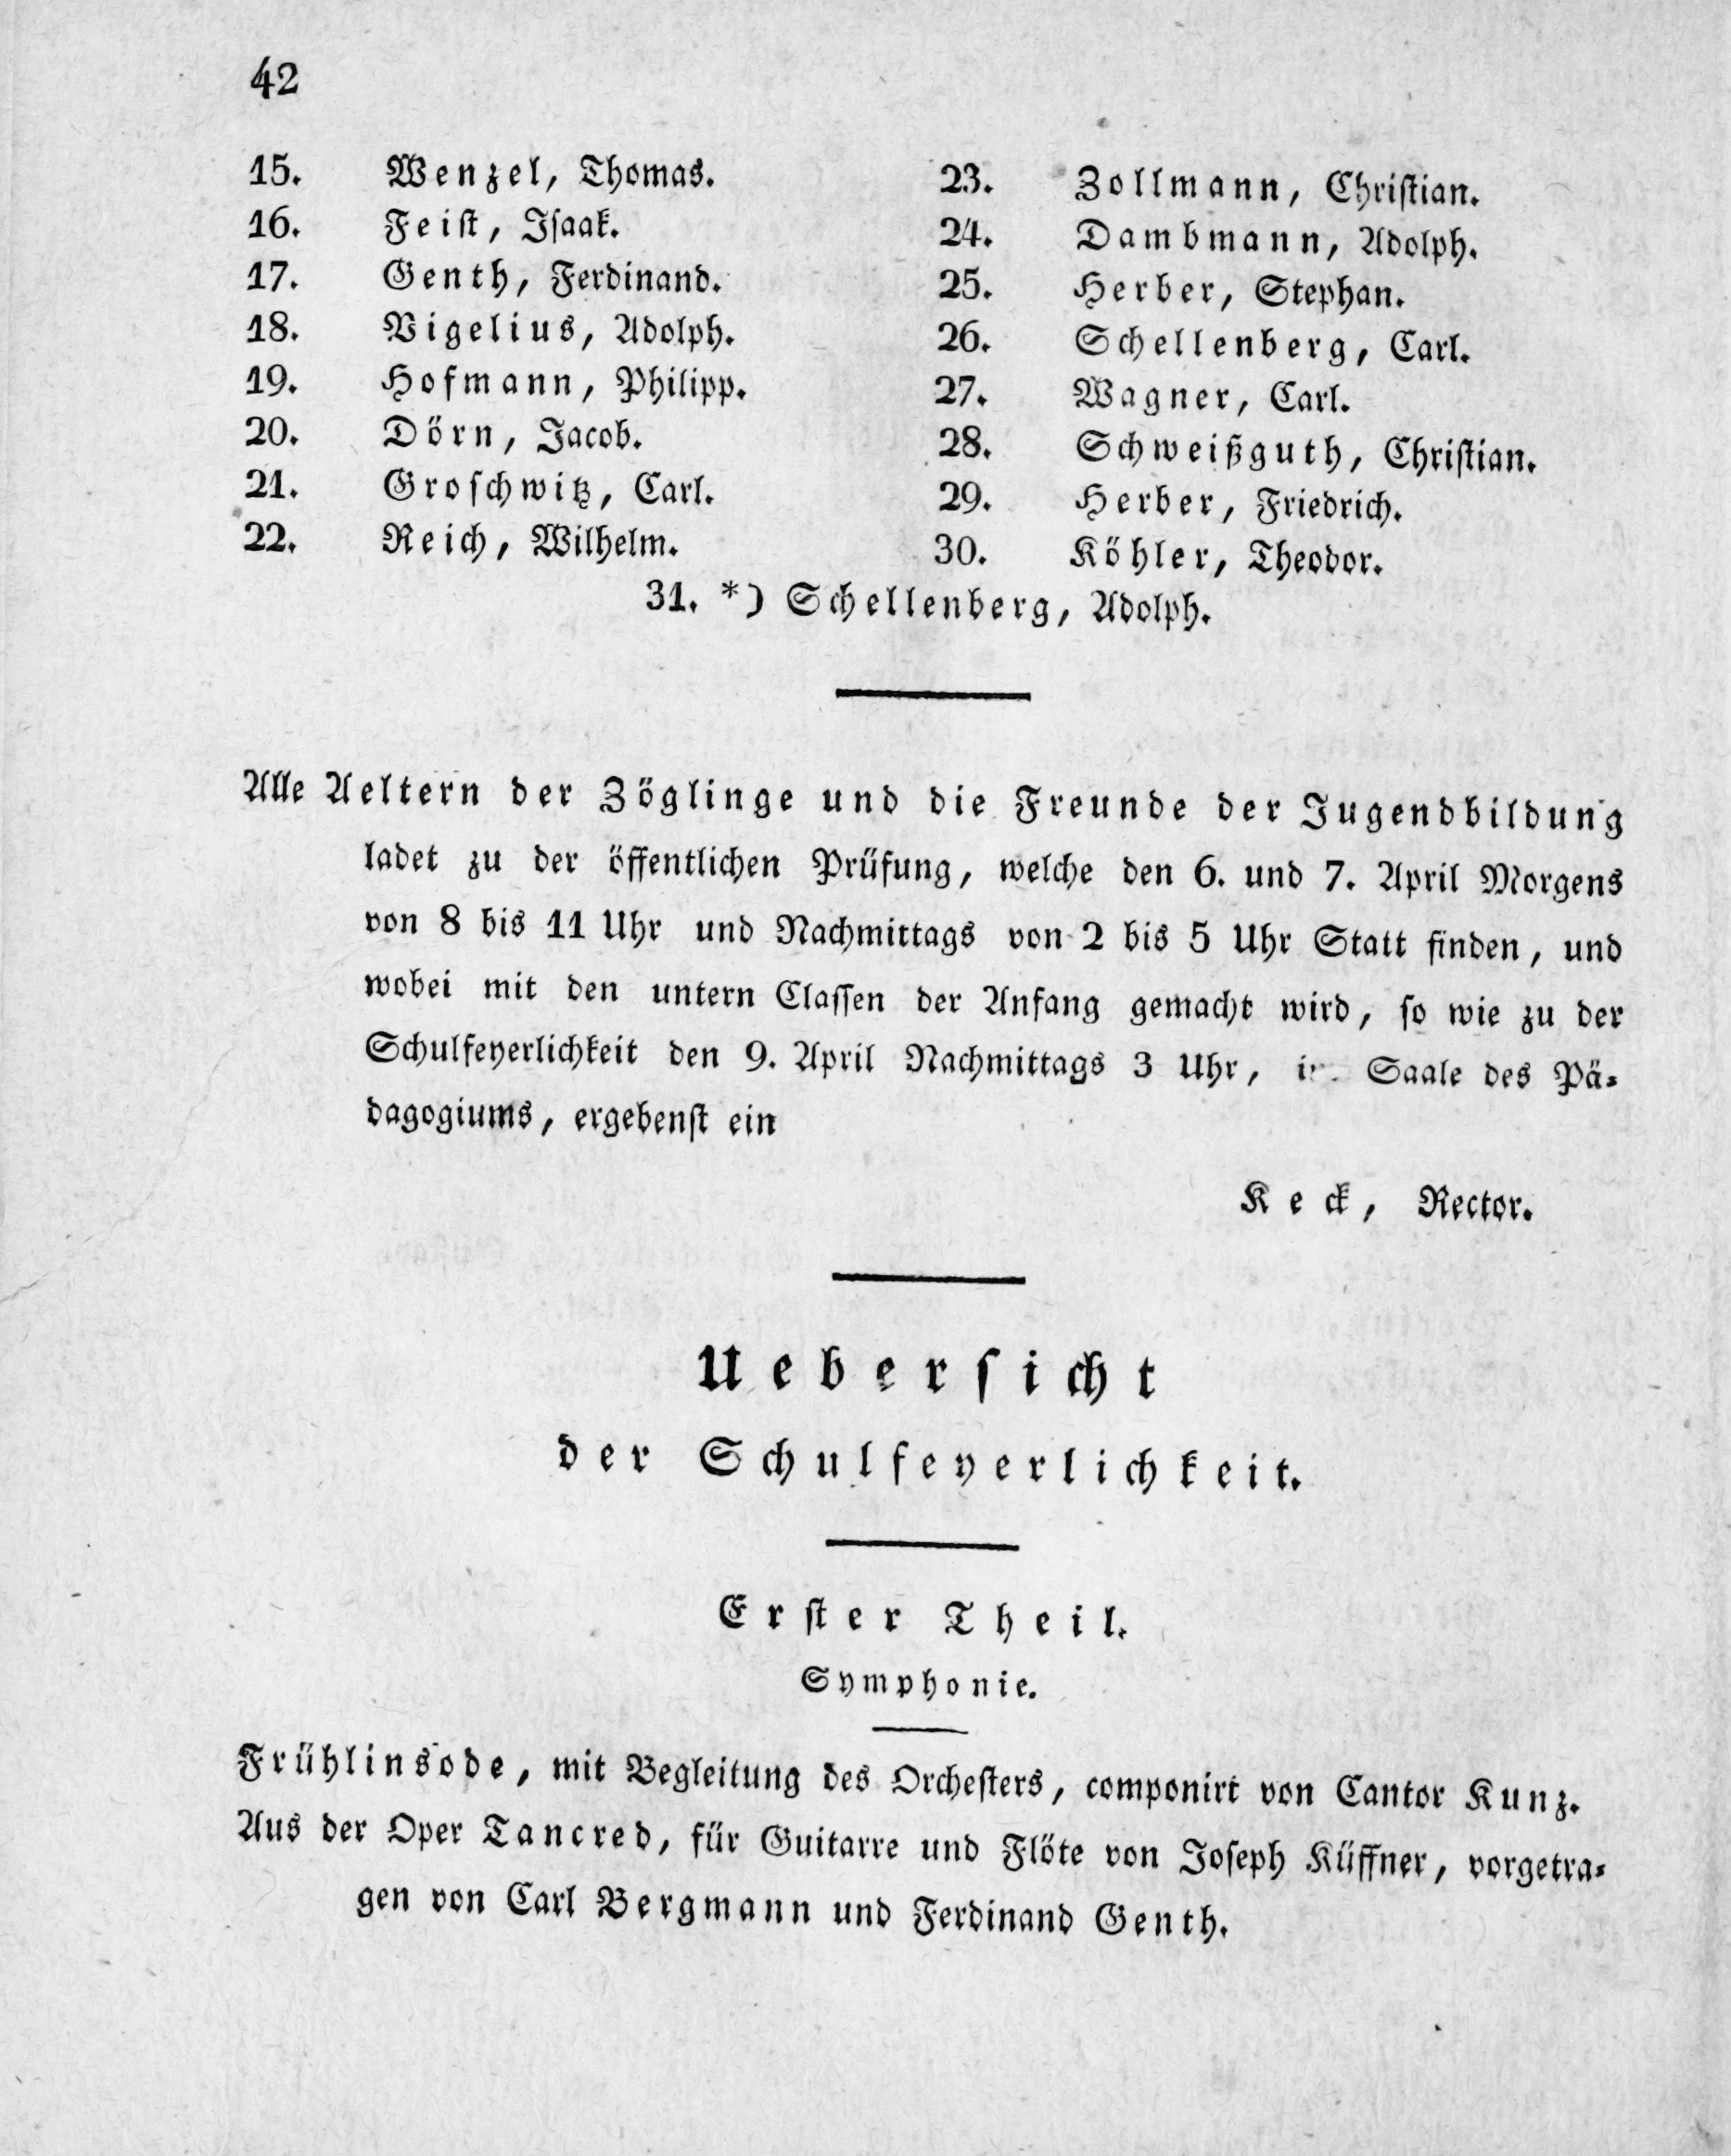 42
15. Wenzel, Thomas.
16. Feist, Isaak.
17. Genth, Ferdinand.
18. Vigelius, Adolph.
19. Hofmann, Philipp.
20. Dörn, Jacob.
21. Groschwitz, Carl.
22. Reich, Wilhelm.
23. Zollmann, Christian.
24. Dambmann, Adolph.
25. Herber, Stephan.
26. Schellenberg, Carl.
27. Wagner, Carl.
28. Schweißguth, Christian.
29. Herber, Friedrich.
30. Köhler, Theodor.
31. *) Schellenberg, Adolph.
Alle Aeltern der Zöglinge und die Freunde der Jugendbildung
ladet zu der öffentlichen Prüfung, welche den 6. und 7. April Morgens
von 8 bis 11 Uhr und Nachmittags von 2 bis 5 Uhr Statt finden, und
wobei mit den untern Classen der Anfang gemacht wird, so wie zu der
Schulfeyerlichkeit den 9. April Nachmittags 3 Uhr, Saale des Pä-
dagogiums, ergebenst ein
Keck, Rector.
Uebersicht
der Schulfeyerlichkeit.
Erster Theil.
Symphonie.
Frühlinsode, mit Begleitung des Orchesters, componirt von Cantor Kunz.
Aus der Oper Tancred, für Guitarre und Flöte von Joseph Küffner, vorgetra-
gen von Carl Bergmann und Ferdinand Genth.